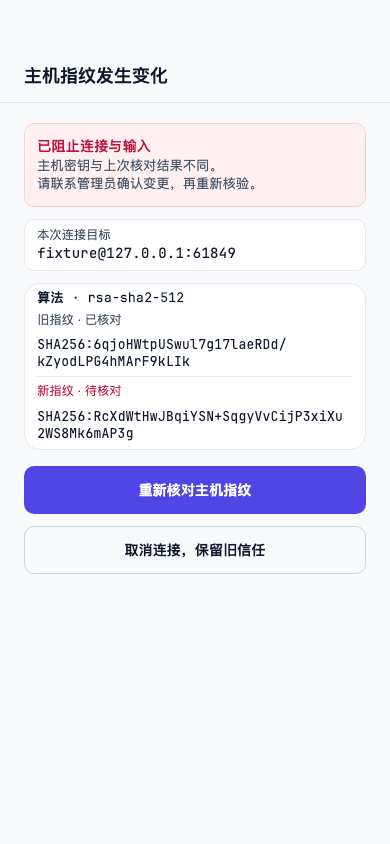 主机指纹发生变化
已阻止连接与输入
主机密钥与上次核对结果不同。
请联系管理员确认变更，再重新核验。
本次连接目标
fixture@127.0.0.1:61849
算法 · rsa-sha2-512
旧指纹 · 已核对
SHA256:6qjoHWtpUSwul7g17laeRDd/
kZyodLPG4hMArF9kLIk
新指纹 · 待核对
SHA256:RcXdWtHwJBqiYSN+SqgyVvCijP3xiXu
2WS8Mk6mAP3g
重新核对主机指纹
取消连接，保留旧信任